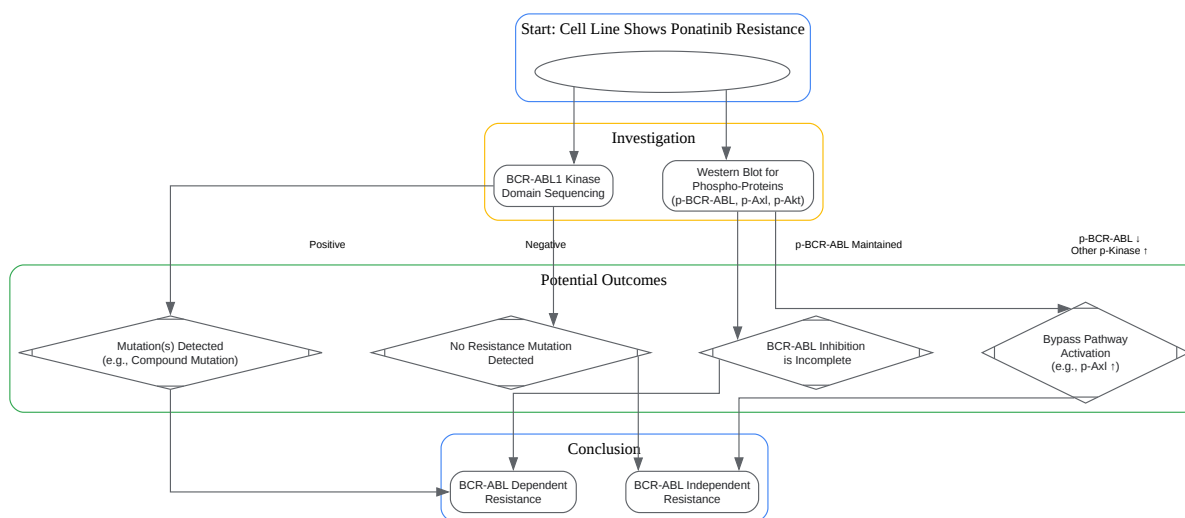 Start: Cell Line Shows Ponatinib Resistance
Investigation
BCR-ABL1 Kinase
Domain Sequencing
Western Blot for
Phospho-Proteins
(p-BCR-ABL, p-Axl, p-Akt)
Positive
Negative
p-BCR-ABL Maintained
p-BCR-ABL ↓
Other p-Kinase ↑
Potential Outcomes
Mutation(s) Detected
(e.g., Compound Mutation)
No Resistance Mutation
Detected
BCR-ABL Inhibition
is Incomplete
Bypass Pathway
Activation
(e.g., p-Axl ↑)
Conclusion
BCR-ABL Dependent
Resistance
BCR-ABL Independent
Resistance